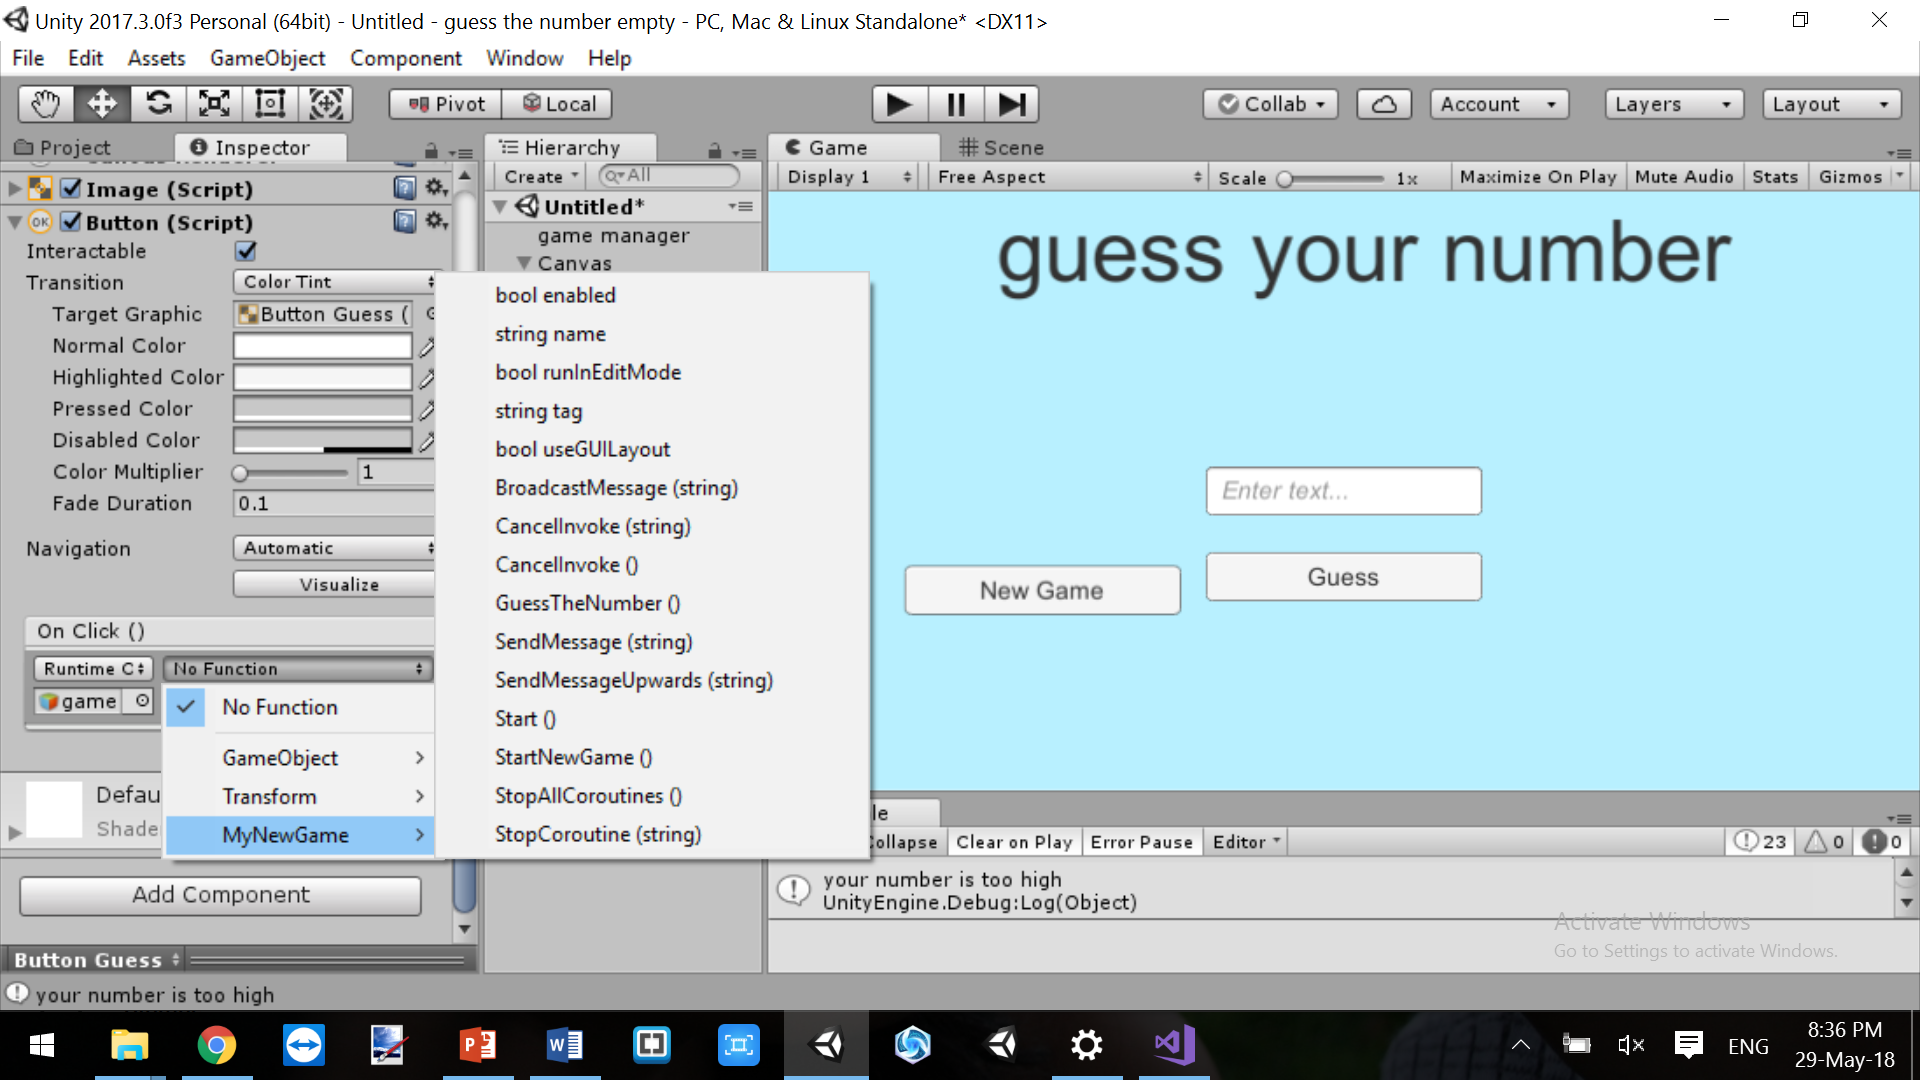 Unity 2017.3.0f3 Personal (64bit) - Untitled - guess the number empty - PC, Mac & Linux Standalone* <DX11>
File Edit Assets GameObject Component Window Help
Pivot Local Collab Account Layers Layout
Project Inspector Hierarchy Game Scene
Create All Display 1 Free Aspect Scale 1x Maximize On Play Mute Audio Stats Gizmos
Image (Script)
Button (Script)
Interactable
Transition Color Tint
Target Graphic Button Guess (
Normal Color
Highlighted Color
Pressed Color
Disabled Color
Color Multiplier 1
Fade Duration 0.1
Navigation Automatic
Visualize
On Click ()
Runtime C No Function
game
No Function
GameObject
Transform
MyNewGame
Defau
Shade
Add Component
Button Guess
your number is too high
Untitled*
game manager
Canvas
bool enabled
string name
bool runInEditMode
string tag
bool useGUILayout
BroadcastMessage (string)
CancelInvoke (string)
CancelInvoke ()
GuessTheNumber ()
SendMessage (string)
SendMessageUpwards (string)
Start ()
StartNewGame ()
StopAllCoroutines ()
StopCoroutine (string)
guess your number
Enter text...
New Game Guess
le
Collapse Clear on Play Error Pause Editor 23 0 0
your number is too high
UnityEngine.Debug:Log(Object)
Activate Windows
Go to Settings to activate Windows.
ENG
8:36 PM
29-May-18